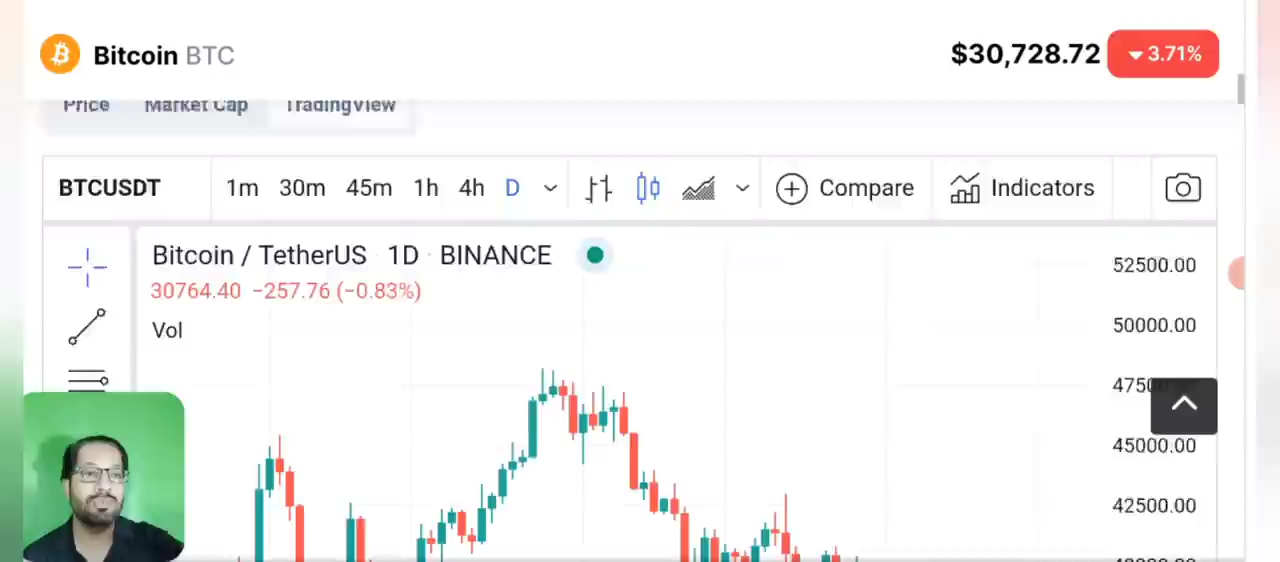 Bitcoin BTC
$30,728.72 3.71%
Price Market Cap TradingView
BTCUSDT 1m 30m 45m 1h 4h D Compare Indicators
Bitcoin / TetherUS · 1D · BINANCE
30764.40 −257.76 (−0.83%)
Vol
52500.00
50000.00
45000.00
42500.00